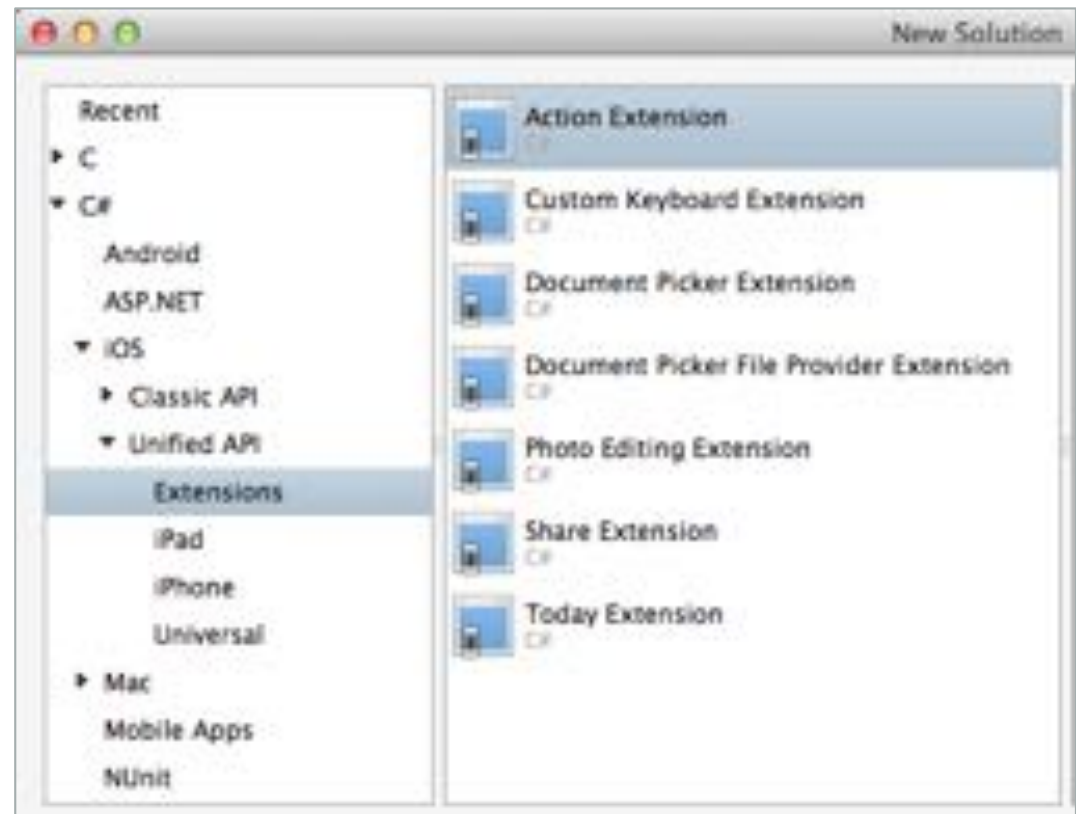 New Solution
Recent
C
C#
Android
ASP.NET
iOS
Classic API
Unified API
Extensions
iPad
iPhone
Universal
Mac
Mobile Apps
NUnit
Action Extension
C#
Custom Keyboard Extension
C#
Document Picker Extension
C#
Document Picker File Provider Extension
C#
Photo Editing Extension
C#
Share Extension
C#
Today Extension
C#